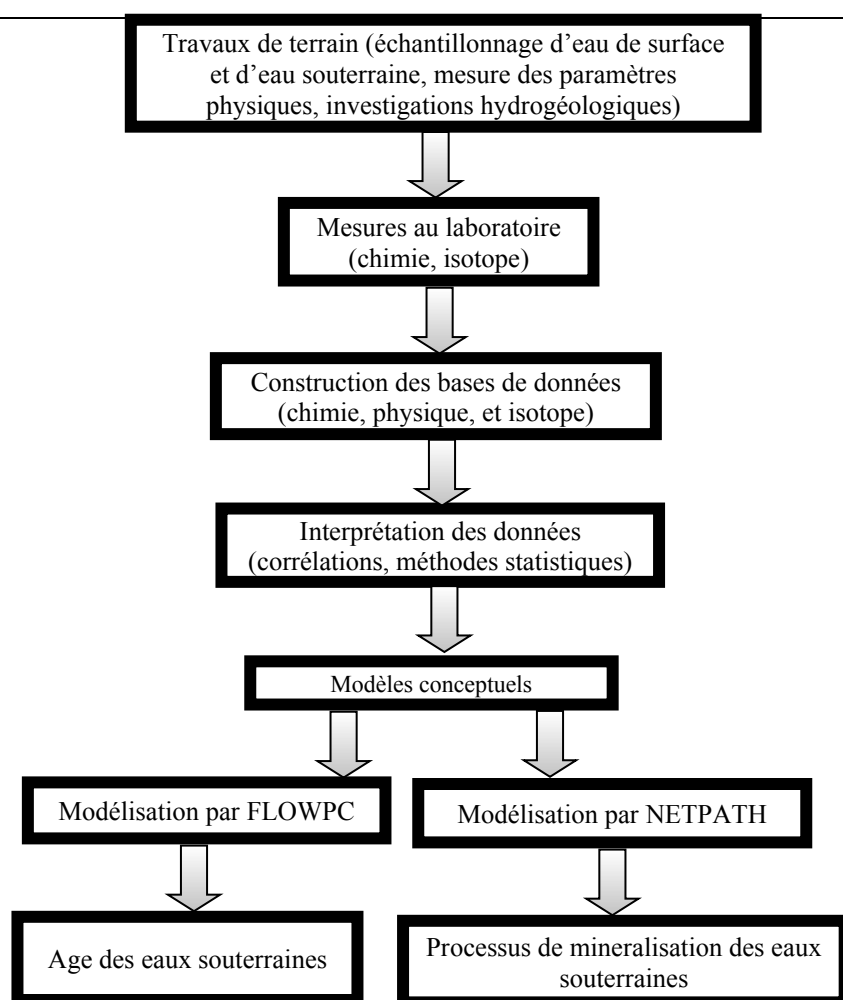 Travaux de terrain (échantillonnage d’eau de surface
et d’eau souterraine, mesure des paramètres
physiques, investigations hydrogéologiques)
Mesures au laboratoire
(chimie, isotope)
Construction des bases de données
(chimie, physique, et isotope)
Interprétation des données
(corrélations, méthodes statistiques)
Modèles conceptuels
Modélisation par FLOWPC
Modélisation par NETPATH
Age des eaux souterraines
Processus de mineralisation des eaux
souterraines